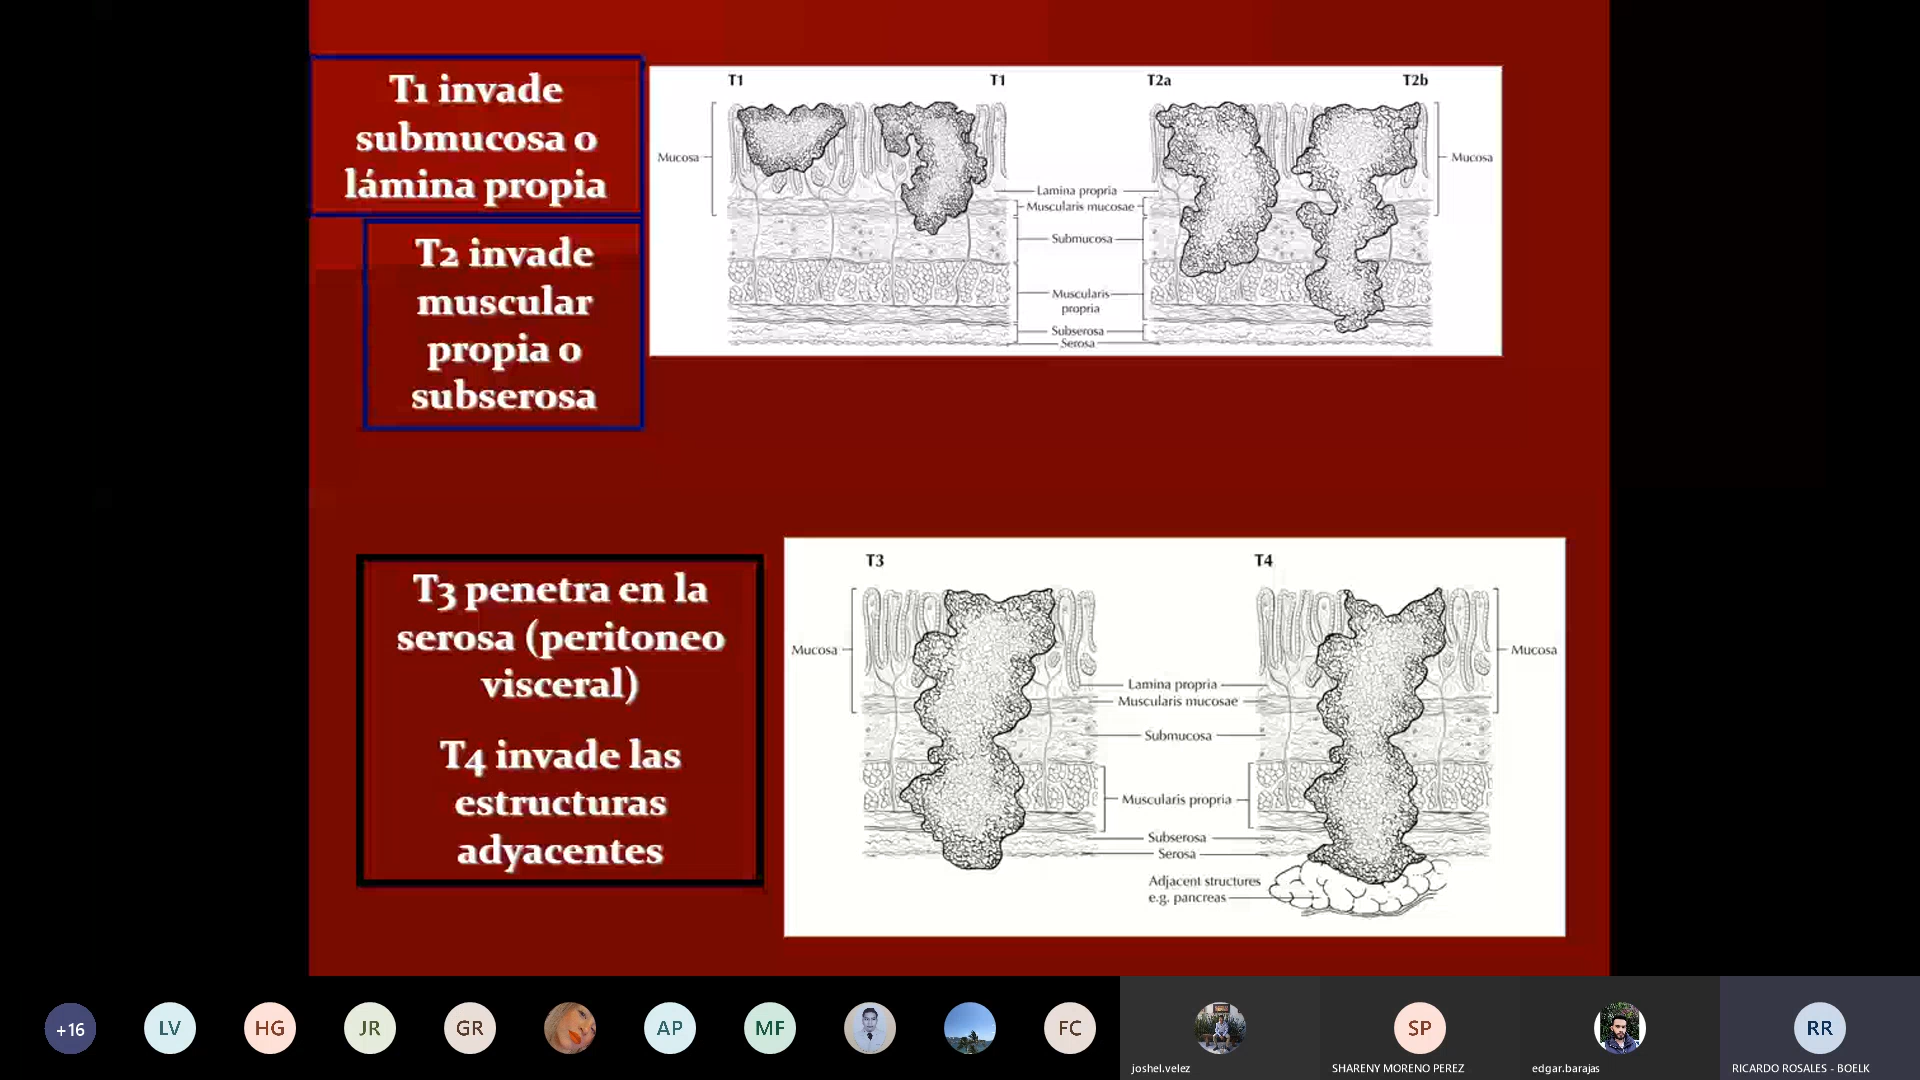 T1 invade
submucosa o
lámina propia
T2 invade
muscular
propia o
subserosa
T1
T1
T2a
T2b
Mucosa
Mucosa
Lamina propria
Muscularis mucosae
Submucosa
Muscularis
propria
Subserosa
Serosa
T3 penetra en la
serosa (peritoneo
visceral)
T4 invade las
estructuras
adyacentes
T3
T4
Mucosa
Mucosa
Lamina propria
Muscularis mucosae
Submucosa
Muscularis propria
Subserosa
Serosa
Adjacent structures
e.g. pancreas
+16
LV
HG
JR
GR
AP
MF
FC
SP
RR
joshel.velez
SHARENY MORENO PEREZ
edgar.barajas
RICARDO ROSALES - BOELK